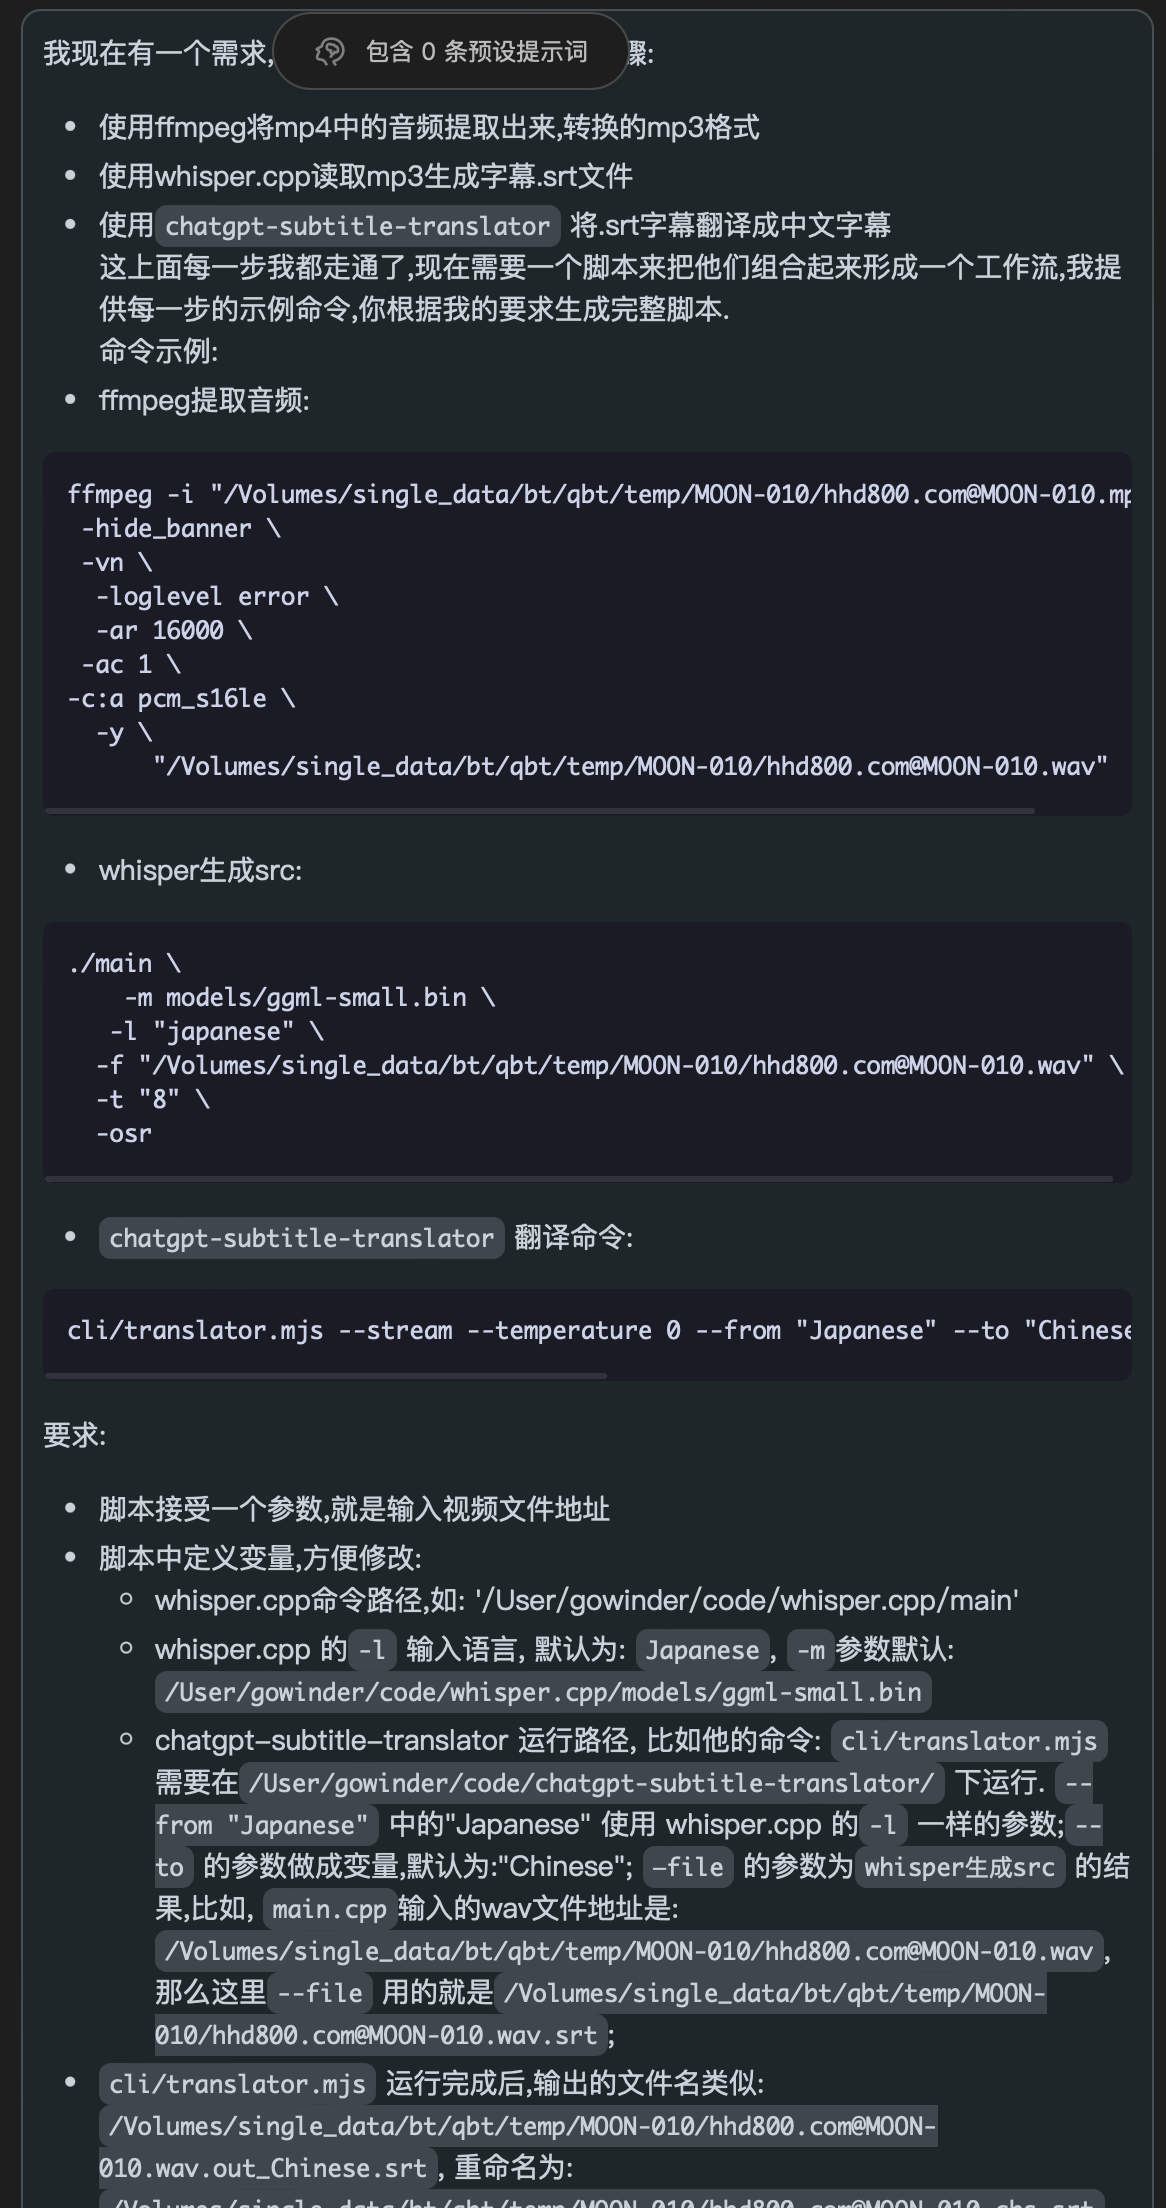 我现在有一个需求,
包含 0 条预设提示词
骤:
使用ffmpeg将mp4中的音频提取出来,转换的mp3格式
使用whisper.cpp读取mp3生成字幕.srt文件
使用 chatgpt-subtitle-translator 将.srt字幕翻译成中文字幕
这上面每一步我都走通了,现在需要一个脚本来把他们组合起来形成一个工作流,我提
供每一步的示例命令,你根据我的要求生成完整脚本.
命令示例:
ffmpeg提取音频:
ffmpeg -i "/Volumes/single_data/bt/qbt/temp/MOON-010/hhd800.com@MOON-010.mp
-hide_banner \
-vn \
-loglevel error \
-ar 16000 \
-ac 1 \
-c:a pcm_s16le \
-y \
"/Volumes/single_data/bt/qbt/temp/MOON-010/hhd800.com@MOON-010.wav"
whisper生成src:
./main \
-m models/ggml-small.bin \
-l "japanese" \
-f "/Volumes/single_data/bt/qbt/temp/MOON-010/hhd800.com@MOON-010.wav" \
-t "8" \
-osr
chatgpt-subtitle-translator 翻译命令:
cli/translator.mjs --stream --temperature 0 --from "Japanese" --to "Chinese
要求:
脚本接受一个参数,就是输入视频文件地址
脚本中定义变量,方便修改:
whisper.cpp命令路径,如: '/User/gowinder/code/whisper.cpp/main'
whisper.cpp 的 -l 输入语言, 默认为: Japanese , -m 参数默认:
/User/gowinder/code/whisper.cpp/models/ggml-small.bin
chatgpt-subtitle-translator 运行路径, 比如他的命令: cli/translator.mjs
需要在 /User/gowinder/code/chatgpt-subtitle-translator/ 下运行. --
from "Japanese" 中的"Japanese" 使用 whisper.cpp 的 -l 一样的参数; --
to 的参数做成变量,默认为:"Chinese"; —file 的参数为 whisper生成src 的结
果,比如, main.cpp 输入的wav文件地址是:
/Volumes/single_data/bt/qbt/temp/MOON-010/hhd800.com@MOON-010.wav ,
那么这里 --file 用的就是 /Volumes/single_data/bt/qbt/temp/MOON-
010/hhd800.com@MOON-010.wav.srt ;
cli/translator.mjs 运行完成后,输出的文件名类似:
/Volumes/single_data/bt/qbt/temp/MOON-010/hhd800.com@MOON-
010.wav.out_Chinese.srt , 重命名为:
/Volumes/single_data/bt/qbt/temp/MOON-010/hhd800.com@MOON-010.chs.srt